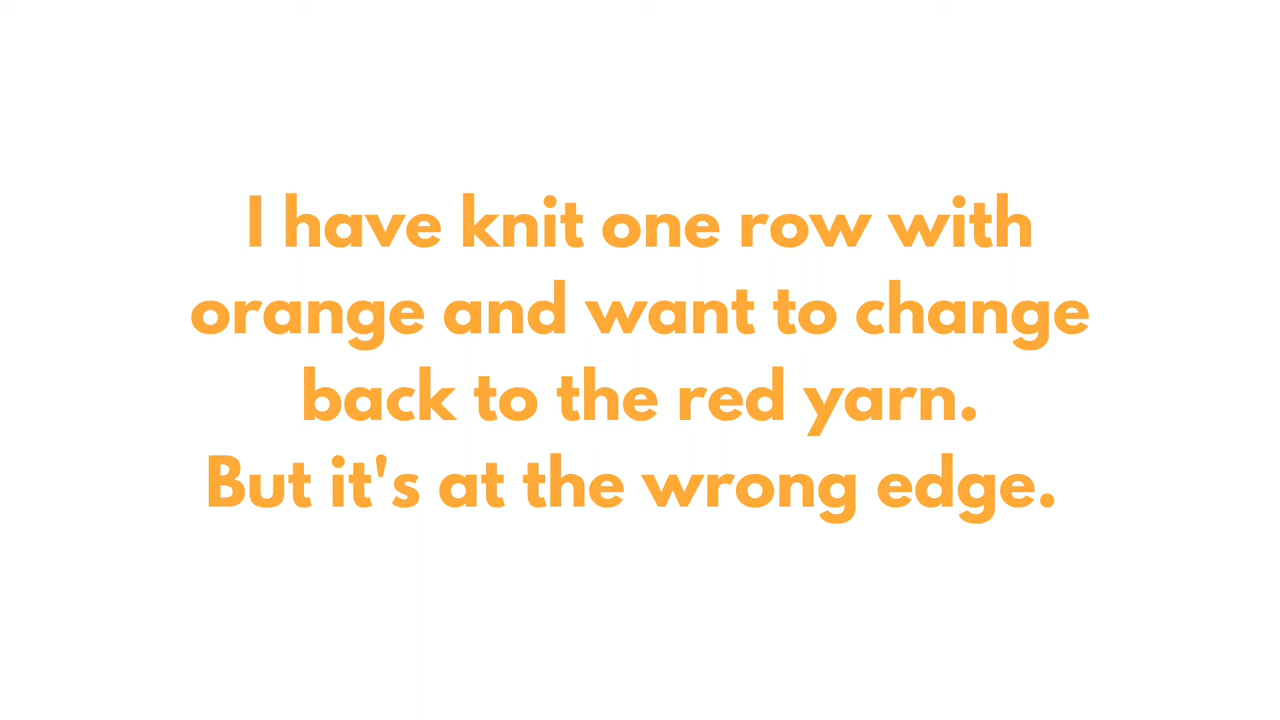 I have knit one row with
orange and want to change
back to the red yarn.
But it's at the wrong edge.